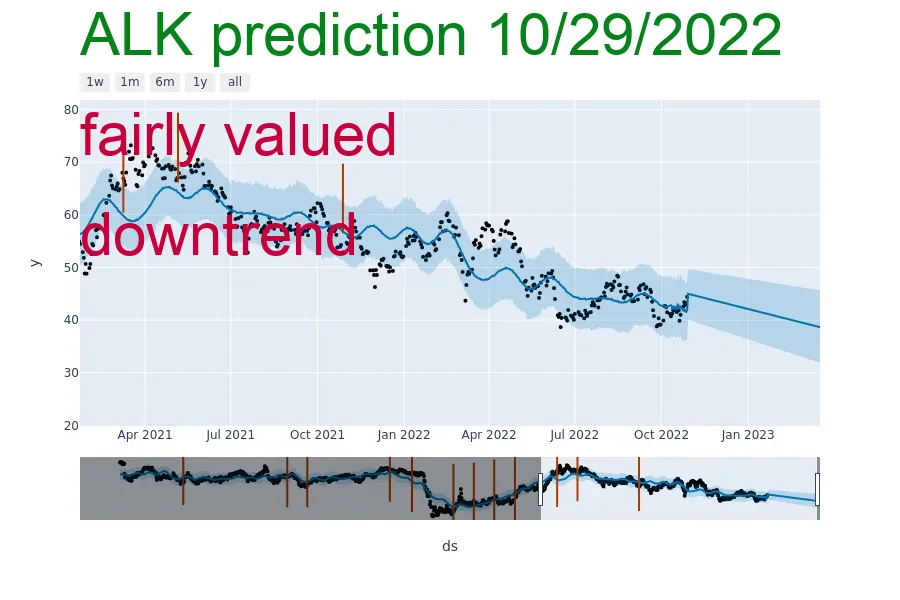 ALK prediction 10/29/2022
1w 1m 6m 1y all
80
fairly valued
70
60
downtrend
50
y
40
30
20
Apr 2021 Jul 2021 Oct 2021 Jan 2022 Apr 2022 Jul 2022 Oct 2022 Jan 2023
ds